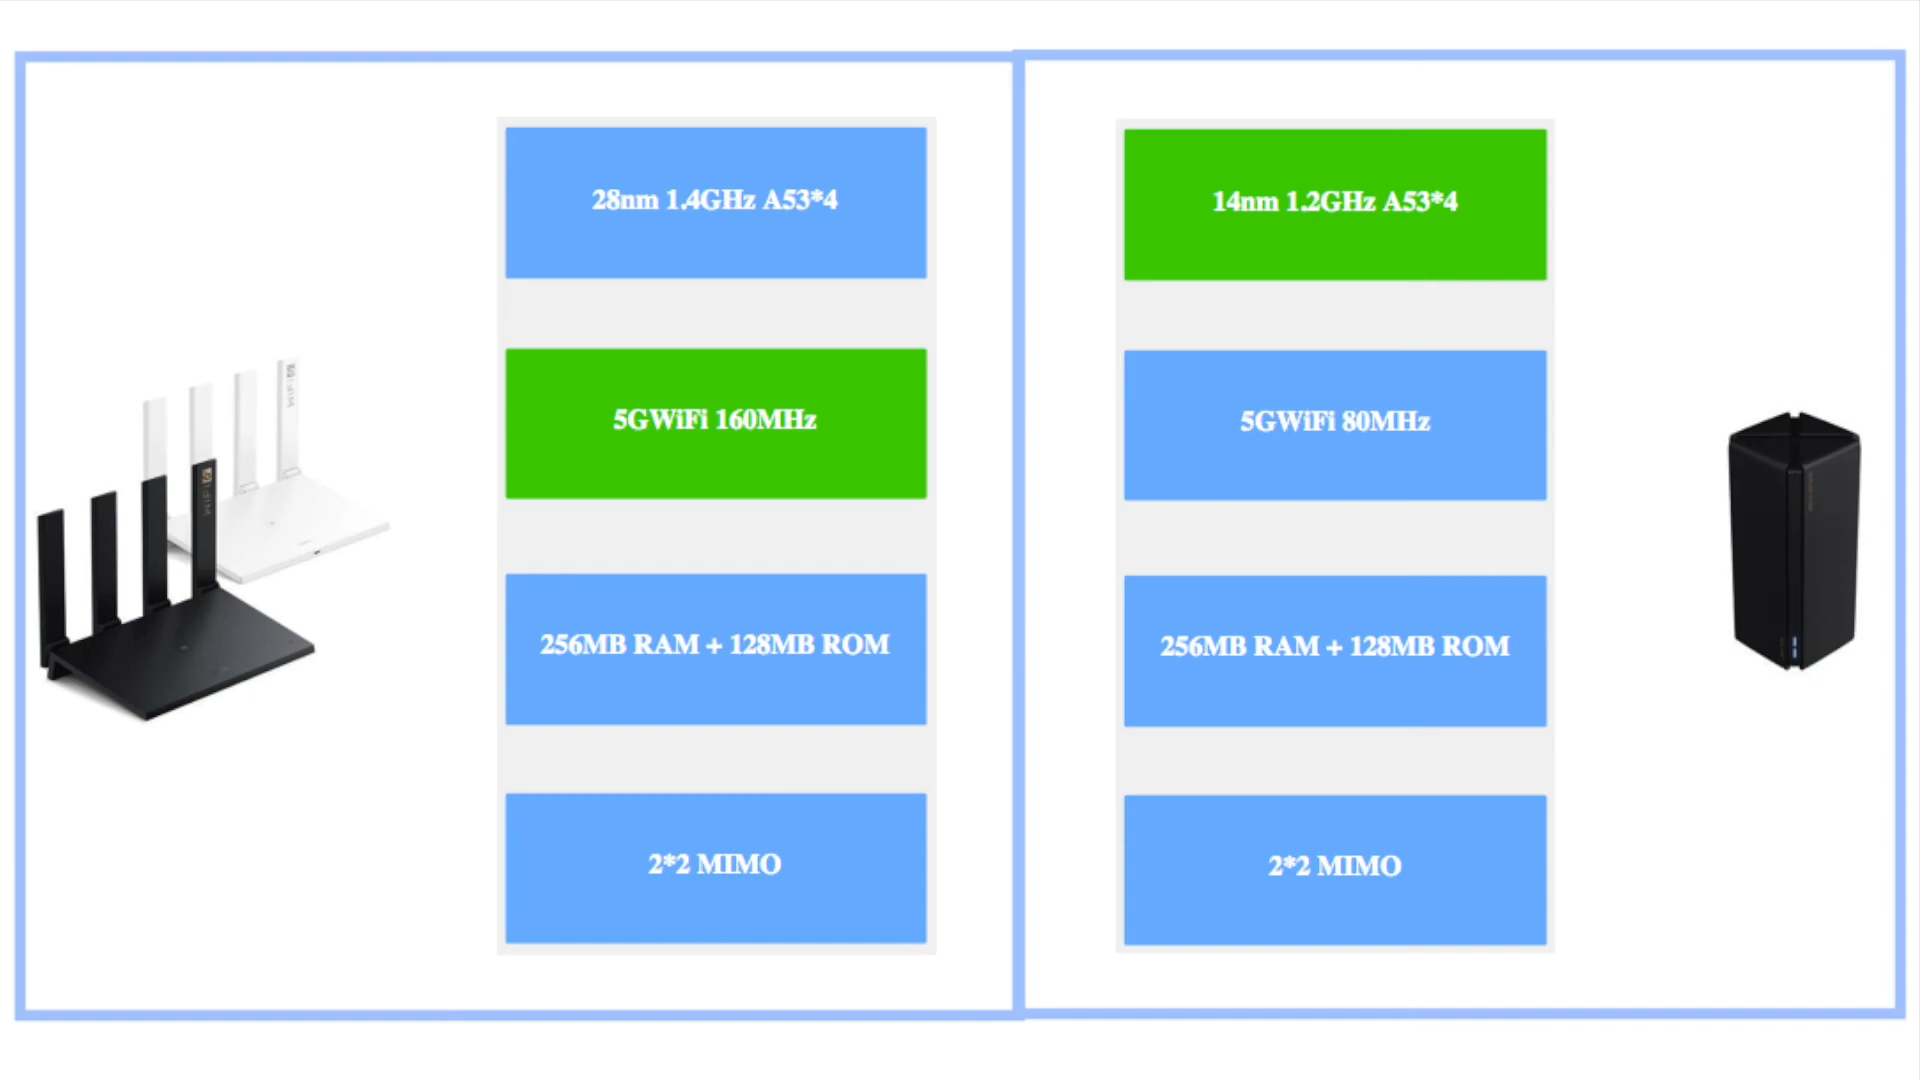 28nm 1.4GHz A53*4
5GWiFi 160MHz
256MB RAM + 128MB ROM
2*2 MIMO
14nm 1.2GHz A53*4
5GWiFi 80MHz
256MB RAM + 128MB ROM
2*2 MIMO